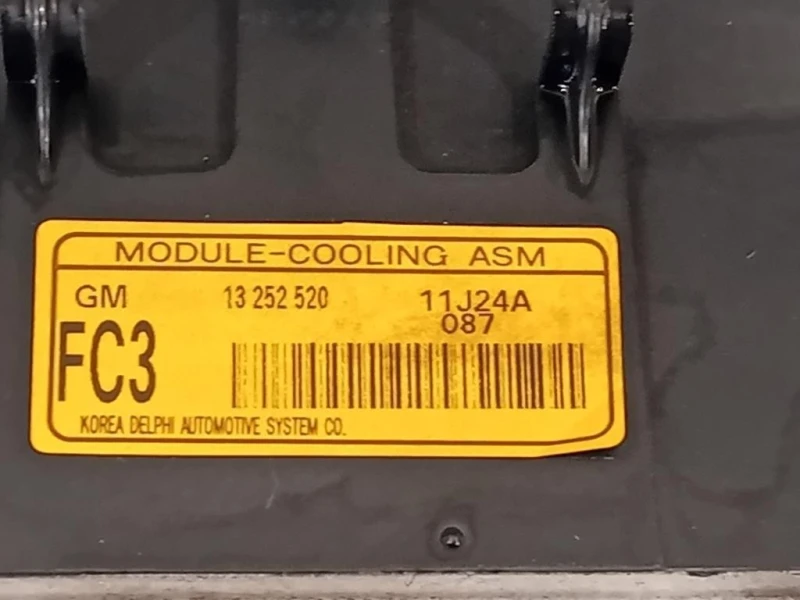 MODULE-COOLING ASM
GM 13 252 520 11J24A
087
FC3
KOREA DELPHI AUTOMOTIVE SYSTEM CO.